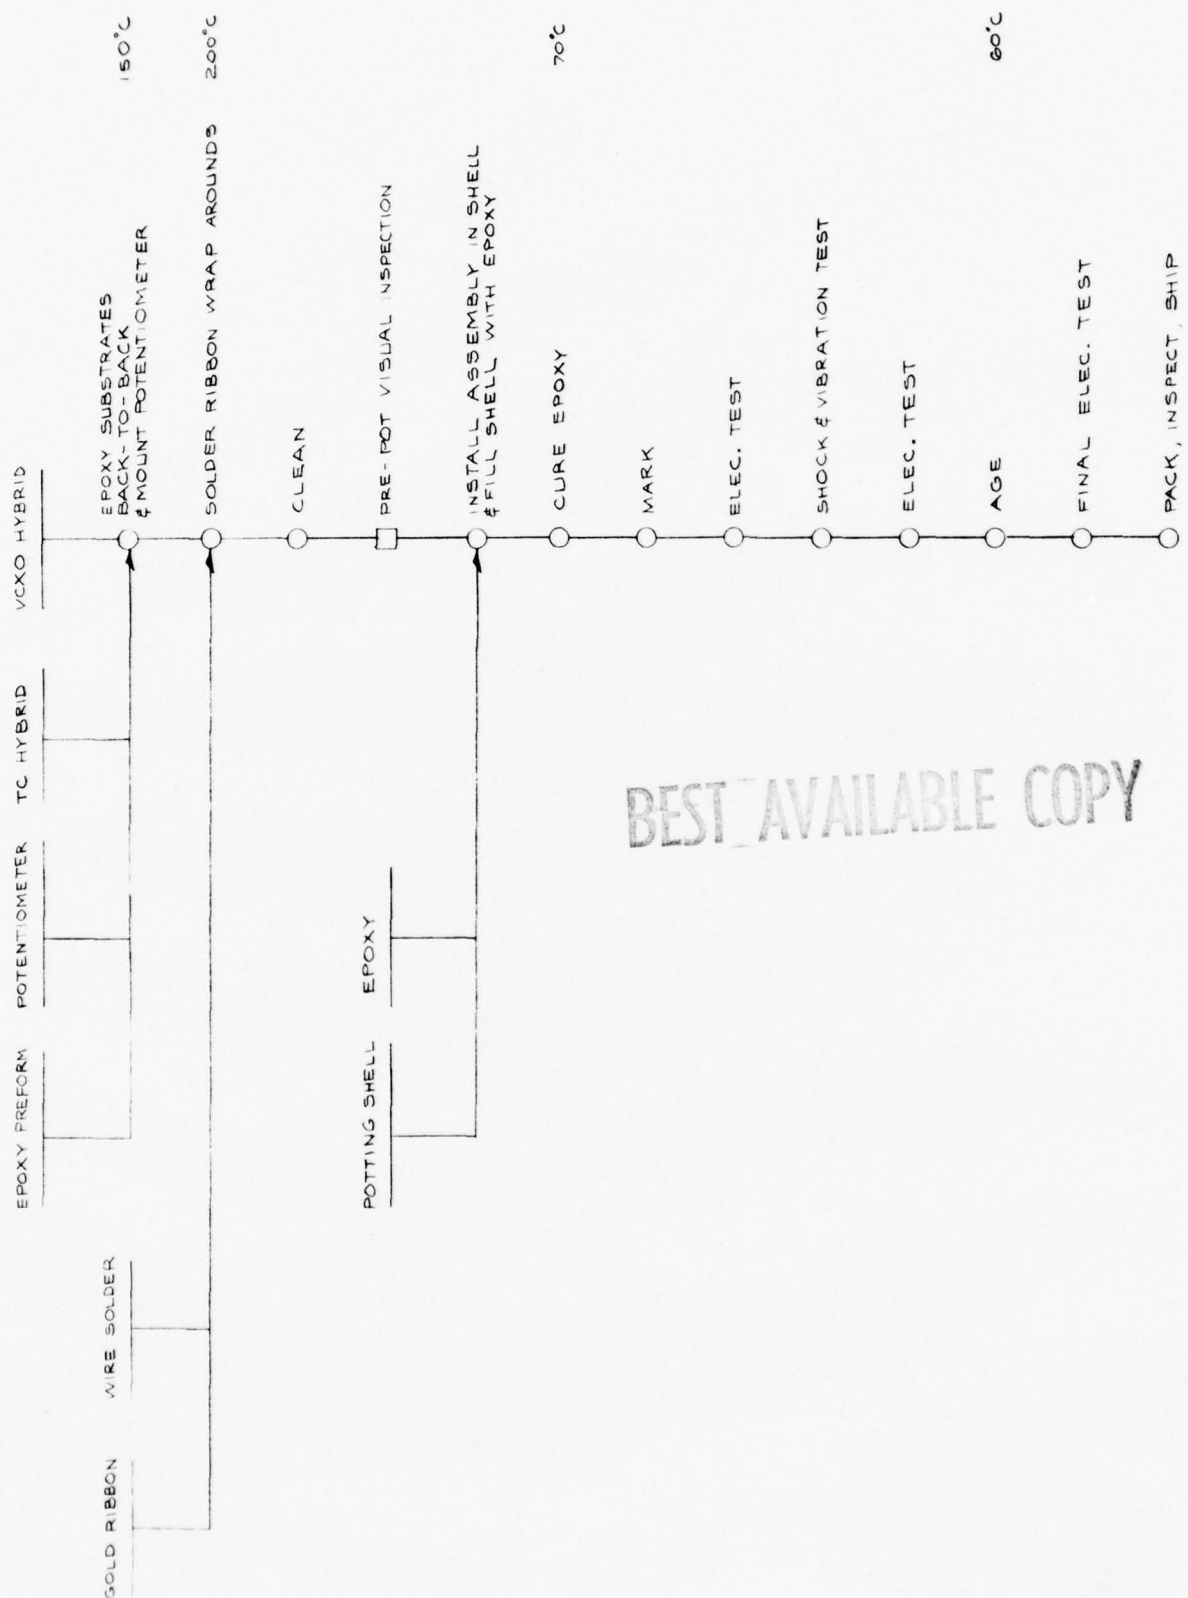 VCXO HYBRID
TC HYBRID
POTENTIOMETER
EPOXY PREFORM
EPOXY SUBSTRATES
BACK-TO-BACK
& MOUNT POTENTIOMETER
150°C
WIRE SOLDER
GOLD RIBBON
SOLDER RIBBON WRAP AROUNDS
200°C
CLEAN
PRE-POT VISUAL INSPECTION
EPOXY
POTTING SHELL
INSTALL ASSEMBLY IN SHELL
& FILL SHELL WITH EPOXY
CURE EPOXY
70°C
MARK
ELEC. TEST
SHOCK & VIBRATION TEST
ELEC. TEST
AGE
60°C
FINAL ELEC. TEST
PACK, INSPECT, SHIP
BEST AVAILABLE COPY